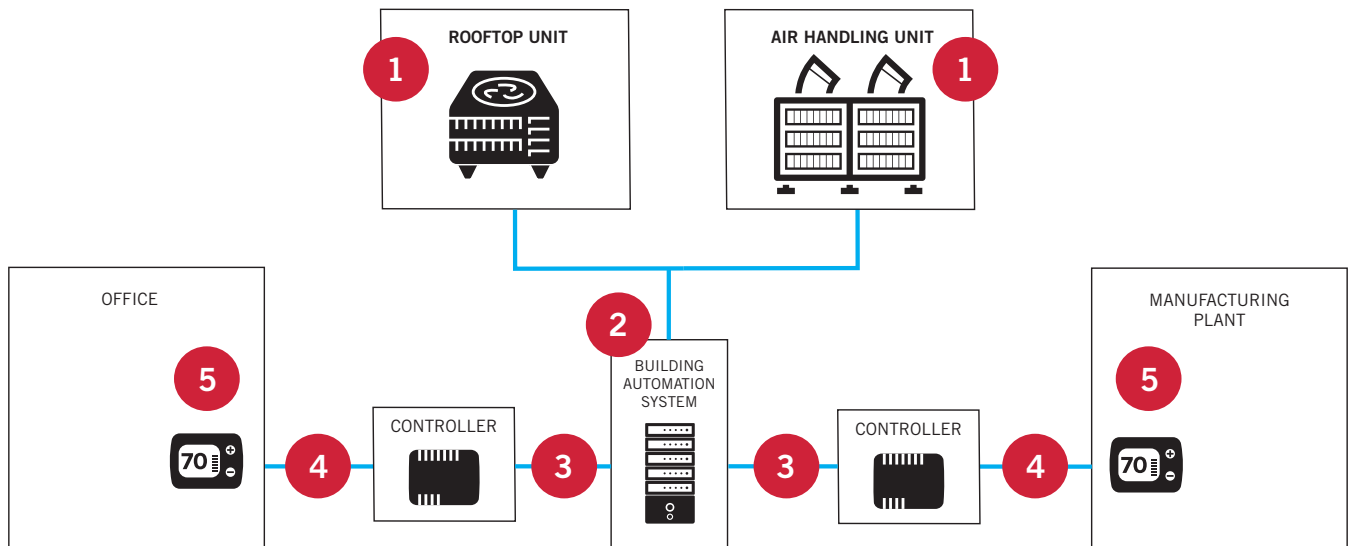 ROOFTOP UNIT
1
AIR HANDLING UNIT
1
OFFICE
5
70
4
CONTROLLER
3
2
BUILDING
AUTOMATION
SYSTEM
3
CONTROLLER
4
MANUFACTURING
PLANT
5
70